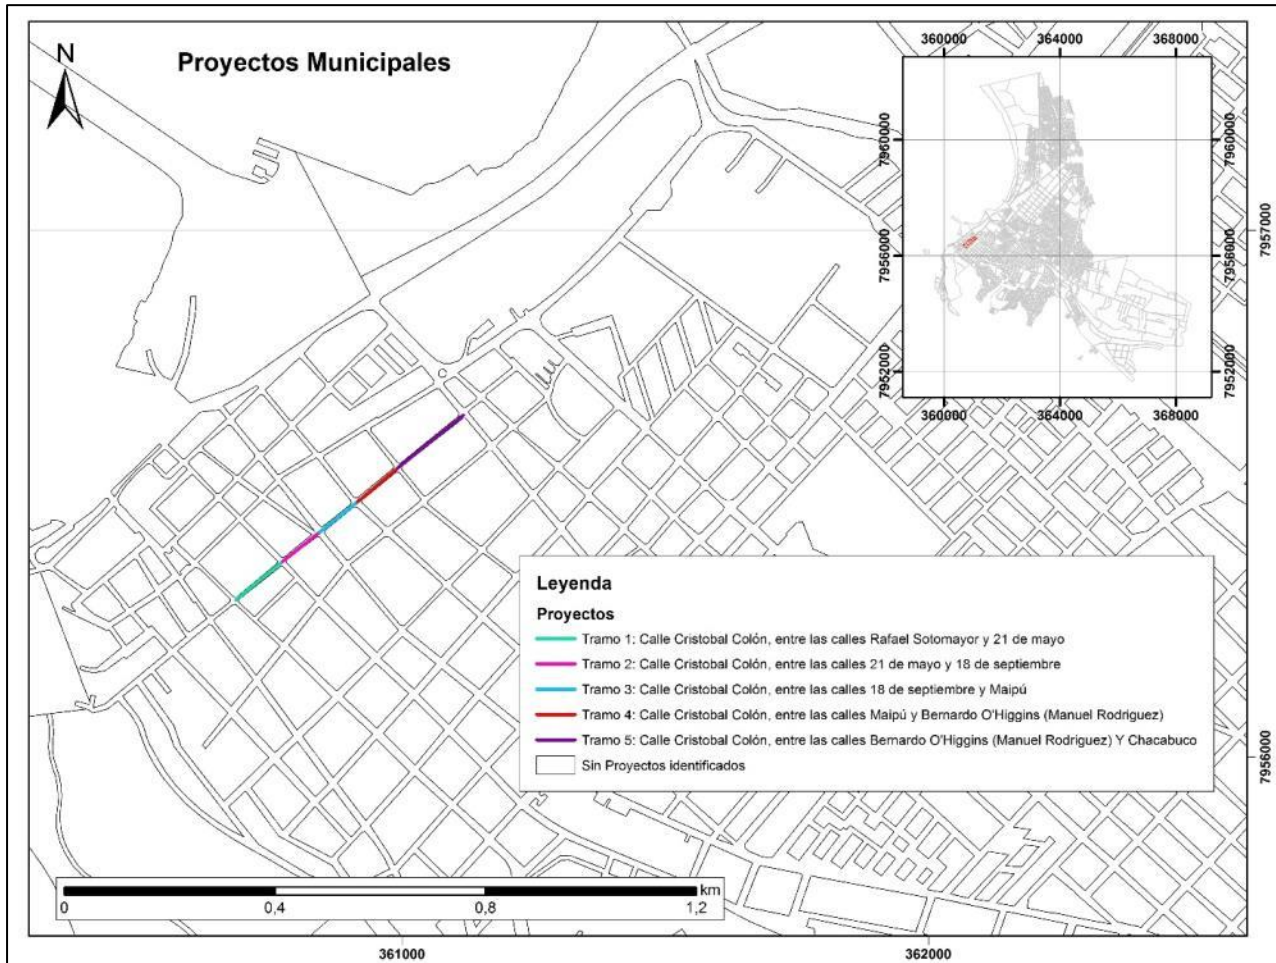 N
Proyectos Municipales
360000
364000
368000
7960000
7960000
7956000
7956000
7952000
7952000
360000
364000
368000
7957000
Leyenda
Proyectos
Tramo 1: Calle Cristobal Colón, entre las calles Rafael Sotomayor y 21 de mayo
Tramo 2: Calle Cristobal Colón, entre las calles 21 de mayo y 18 de septiembre
Tramo 3: Calle Cristobal Colón, entre las calles 18 de septiembre y Maipú
Tramo 4: Calle Cristobal Colón, entre las calles Maipú y Bernardo O'Higgins (Manuel Rodriguez)
Tramo 5: Calle Cristobal Colón, entre las calles Bernardo O'Higgins (Manuel Rodriguez) Y Chacabuco
Sin Proyectos identificados
7956000
km
0
0,4
0,8
1,2
361000
362000